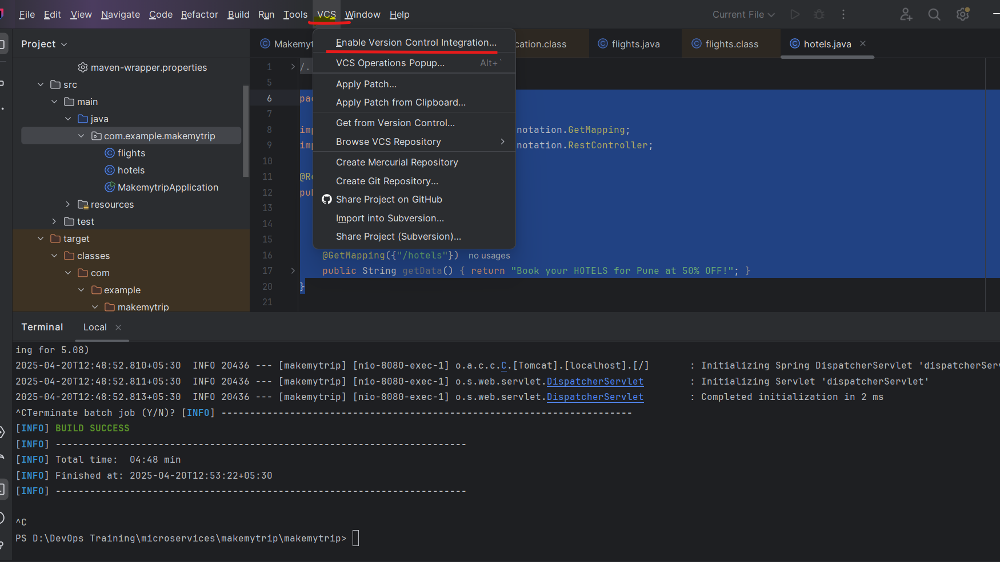 File Edit View Navigate Code Refactor Build Run Tools VCS Window Help
Current File
Project
maven-wrapper.properties
src
main
java
com.example.makemytrip
flights
hotels
MakemytripApplication
resources
test
target
classes
com
example
makemytrip
Enable Version Control Integration...
VCS Operations Popup... Alt+`
Apply Patch...
Apply Patch from Clipboard...
Get from Version Control...
Browse VCS Repository
Create Mercurial Repository
Create Git Repository...
Share Project on GitHub
Import into Subversion...
Share Project (Subversion)...
Makemyt cation.class flights.java flights.class hotels.java
1 /.
5
6 pa
7
8 imp notation.GetMapping;
9 imp notation.RestController;
10
11 @R
12 pub
13
14
15
16 @GetMapping({"/hotels"}) no usages
17 public String getData() { return "Book your HOTELS for Pune at 50% OFF!"; }
20 }
21
Terminal Local
ing for 5.08)
2025-04-20T12:48:52.810+05:30 INFO 20436 --- [makemytrip] [nio-8080-exec-1] o.a.c.c.C.[Tomcat].[localhost].[/] : Initializing Spring DispatcherServlet 'dispatcherServ
2025-04-20T12:48:52.811+05:30 INFO 20436 --- [makemytrip] [nio-8080-exec-1] o.s.web.servlet.DispatcherServlet : Initializing Servlet 'dispatcherServlet'
2025-04-20T12:48:52.813+05:30 INFO 20436 --- [makemytrip] [nio-8080-exec-1] o.s.web.servlet.DispatcherServlet : Completed initialization in 2 ms
^CTerminate batch job (Y/N)? [INFO] ------------------------------------------------------------------------
[INFO] BUILD SUCCESS
[INFO] ------------------------------------------------------------------------
[INFO] Total time: 04:48 min
[INFO] Finished at: 2025-04-20T12:53:22+05:30
[INFO] ------------------------------------------------------------------------
^C
PS D:\DevOps Training\microservices\makemytrip\makemytrip>